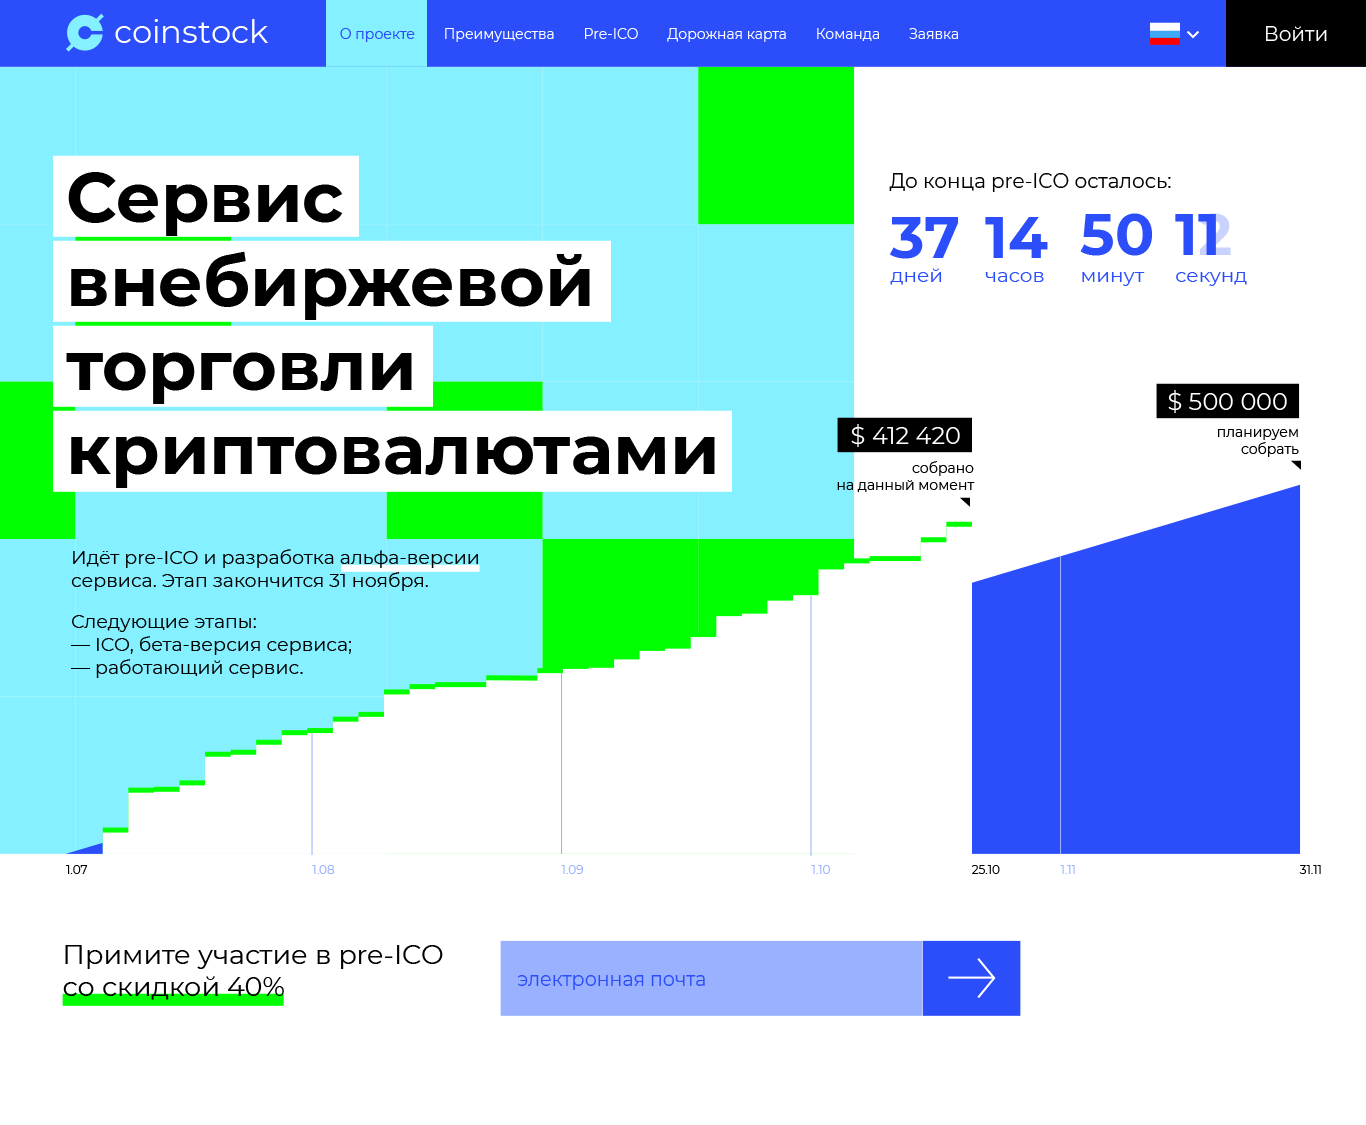 coinstock
О проекте
Преимущества
Pre-ICO
Дорожная карта
Команда
Заявка
Войти
Сервис
внебиржевой
торговли
криптовалютами
До конца pre-ICO осталось:
37 14 50 11
дней часов минут секунд
$ 500 000
планируем
собрать
$ 412 420
собрано
на данный момент
Идёт pre-ICO и разработка альфа-версии
сервиса. Этап закончится 31 ноября.
Следующие этапы:
— ICO, бета-версия сервиса;
— работающий сервис.
1.07 1.08 1.09 1.10 25.10 1.11 31.11
Примите участие в pre-ICO
со скидкой 40%
электронная почта